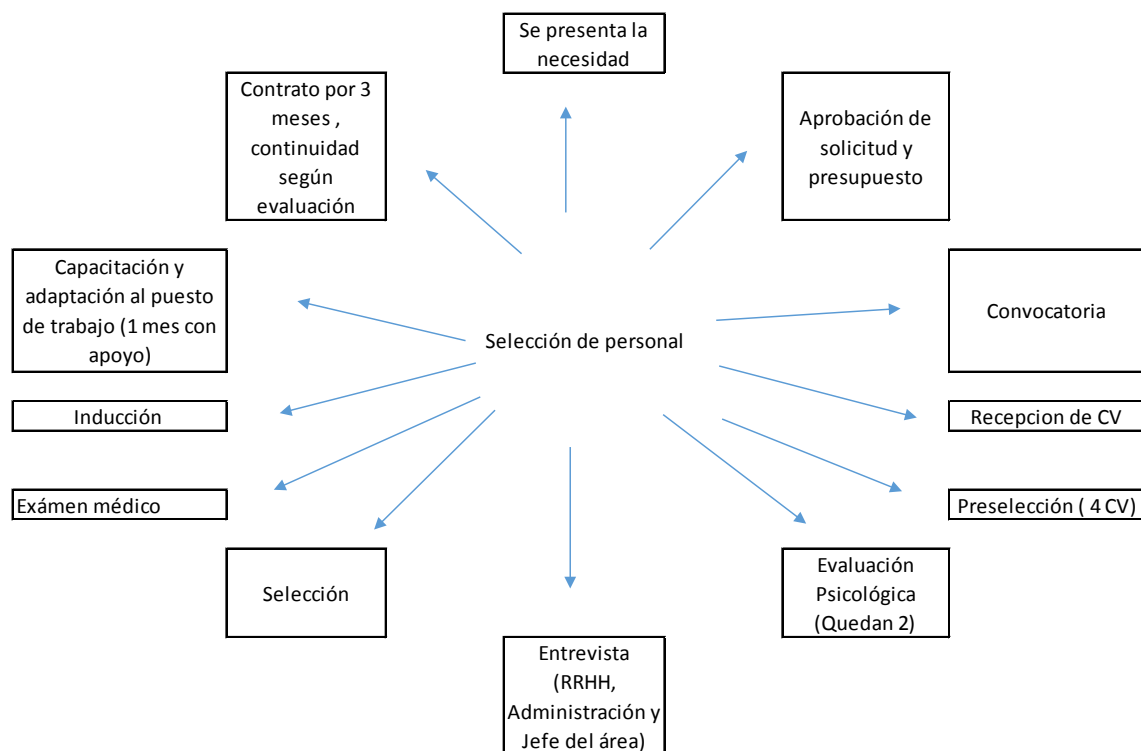 Se presenta la
necesidad
Aprobación de
solicitud y
presupuesto
Convocatoria
Recepcion de CV
Preselección ( 4 CV)
Evaluación
Psicológica
(Quedan 2)
Entrevista
(RRHH,
Administración y
Jefe del área)
Selección
Exámen médico
Inducción
Capacitación y
adaptación al puesto
de trabajo (1 mes con
apoyo)
Contrato por 3
meses ,
continuidad
según
evaluación
Selección de personal